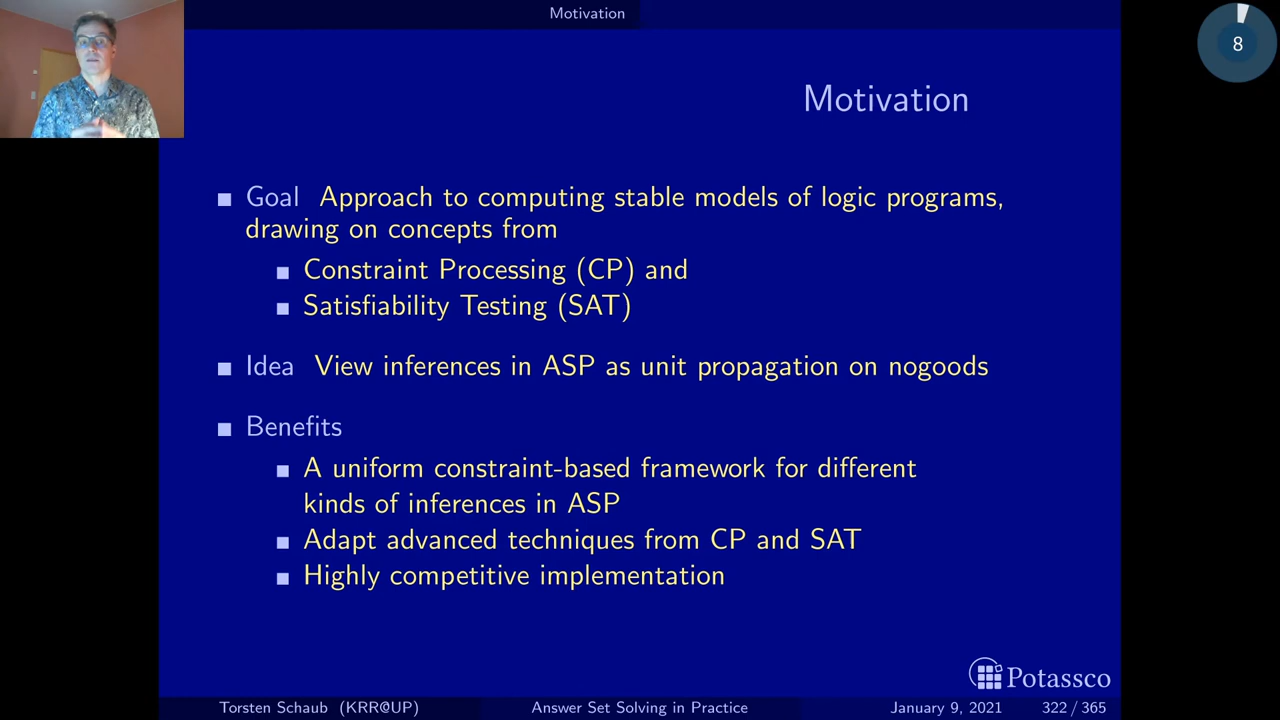 Motivation
8
Motivation
Goal Approach to computing stable models of logic programs,
drawing on concepts from
Constraint Processing (CP) and
Satisfiability Testing (SAT)
Idea View inferences in ASP as unit propagation on nogoods
Benefits
A uniform constraint-based framework for different
kinds of inferences in ASP
Adapt advanced techniques from CP and SAT
Highly competitive implementation
Potassco
Torsten Schaub (KRR@UP) Answer Set Solving in Practice January 9, 2021 322 / 365